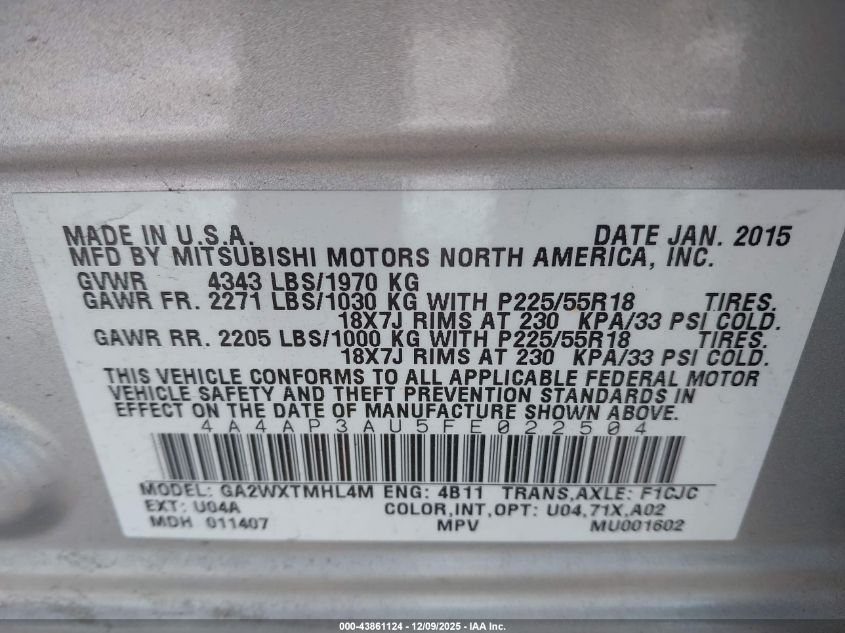 MADE IN U.S.A. DATE JAN. 2015
MFD BY MITSUBISHI MOTORS NORTH AMERICA, INC.
GVWR 4343 LBS/1970 KG
GAWR FR. 2271 LBS/1030 KG WITH P225/55R18 TIRES.
18X7J RIMS AT 230 KPA/33 PSI COLD.
GAWR RR. 2205 LBS/1000 KG WITH P225/55R18 TIRES.
18X7J RIMS AT 230 KPA/33 PSI COLD.
THIS VEHICLE CONFORMS TO ALL APPLICABLE FEDERAL MOTOR
VEHICLE SAFETY AND THEFT PREVENTION STANDARDS IN
EFFECT ON THE DATE OF MANUFACTURE SHOWN ABOVE.
4A4AP3AU5FE022504
MODEL: GA2WXTMHL4M ENG: 4B11 TRANS,AXLE: F1CJC
EXT: U04A COLOR,INT,OPT: U04,71X,A02
MDH 011407 MPV MU001602
000-43861124 - 12/09/2025 - IAA Inc.